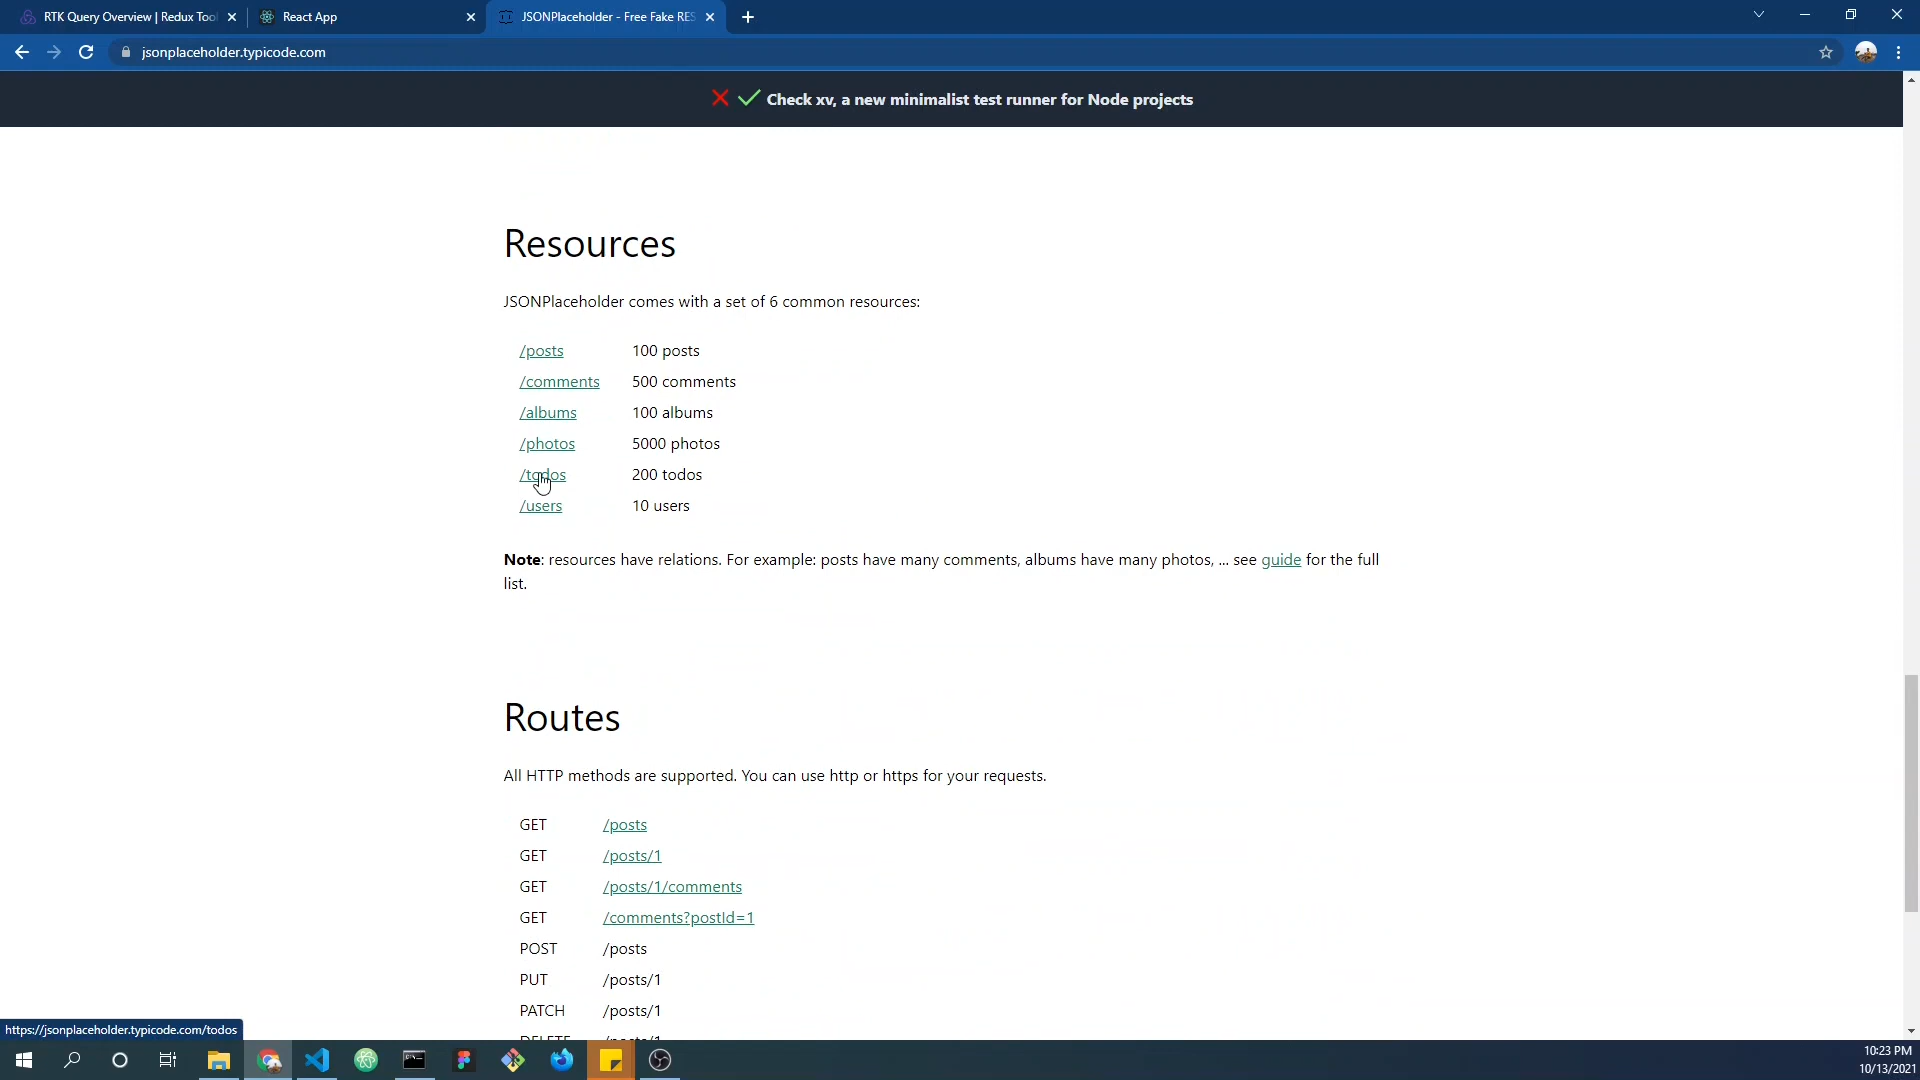 RTK Query Overview | Redux Tool
React App
JSONPlaceholder - Free Fake RES
jsonplaceholder.typicode.com
Check xv, a new minimalist test runner for Node projects
Resources
JSONPlaceholder comes with a set of 6 common resources:
/posts 100 posts
/comments 500 comments
/albums 100 albums
/photos 5000 photos
/todos 200 todos
/users 10 users
Note: resources have relations. For example: posts have many comments, albums have many photos, ... see guide for the full
list.
Routes
All HTTP methods are supported. You can use http or https for your requests.
GET /posts
GET /posts/1
GET /posts/1/comments
GET /comments?postId=1
POST /posts
PUT /posts/1
PATCH /posts/1
DELETE /posts/1
https://jsonplaceholder.typicode.com/todos
10:23 PM
10/13/2021